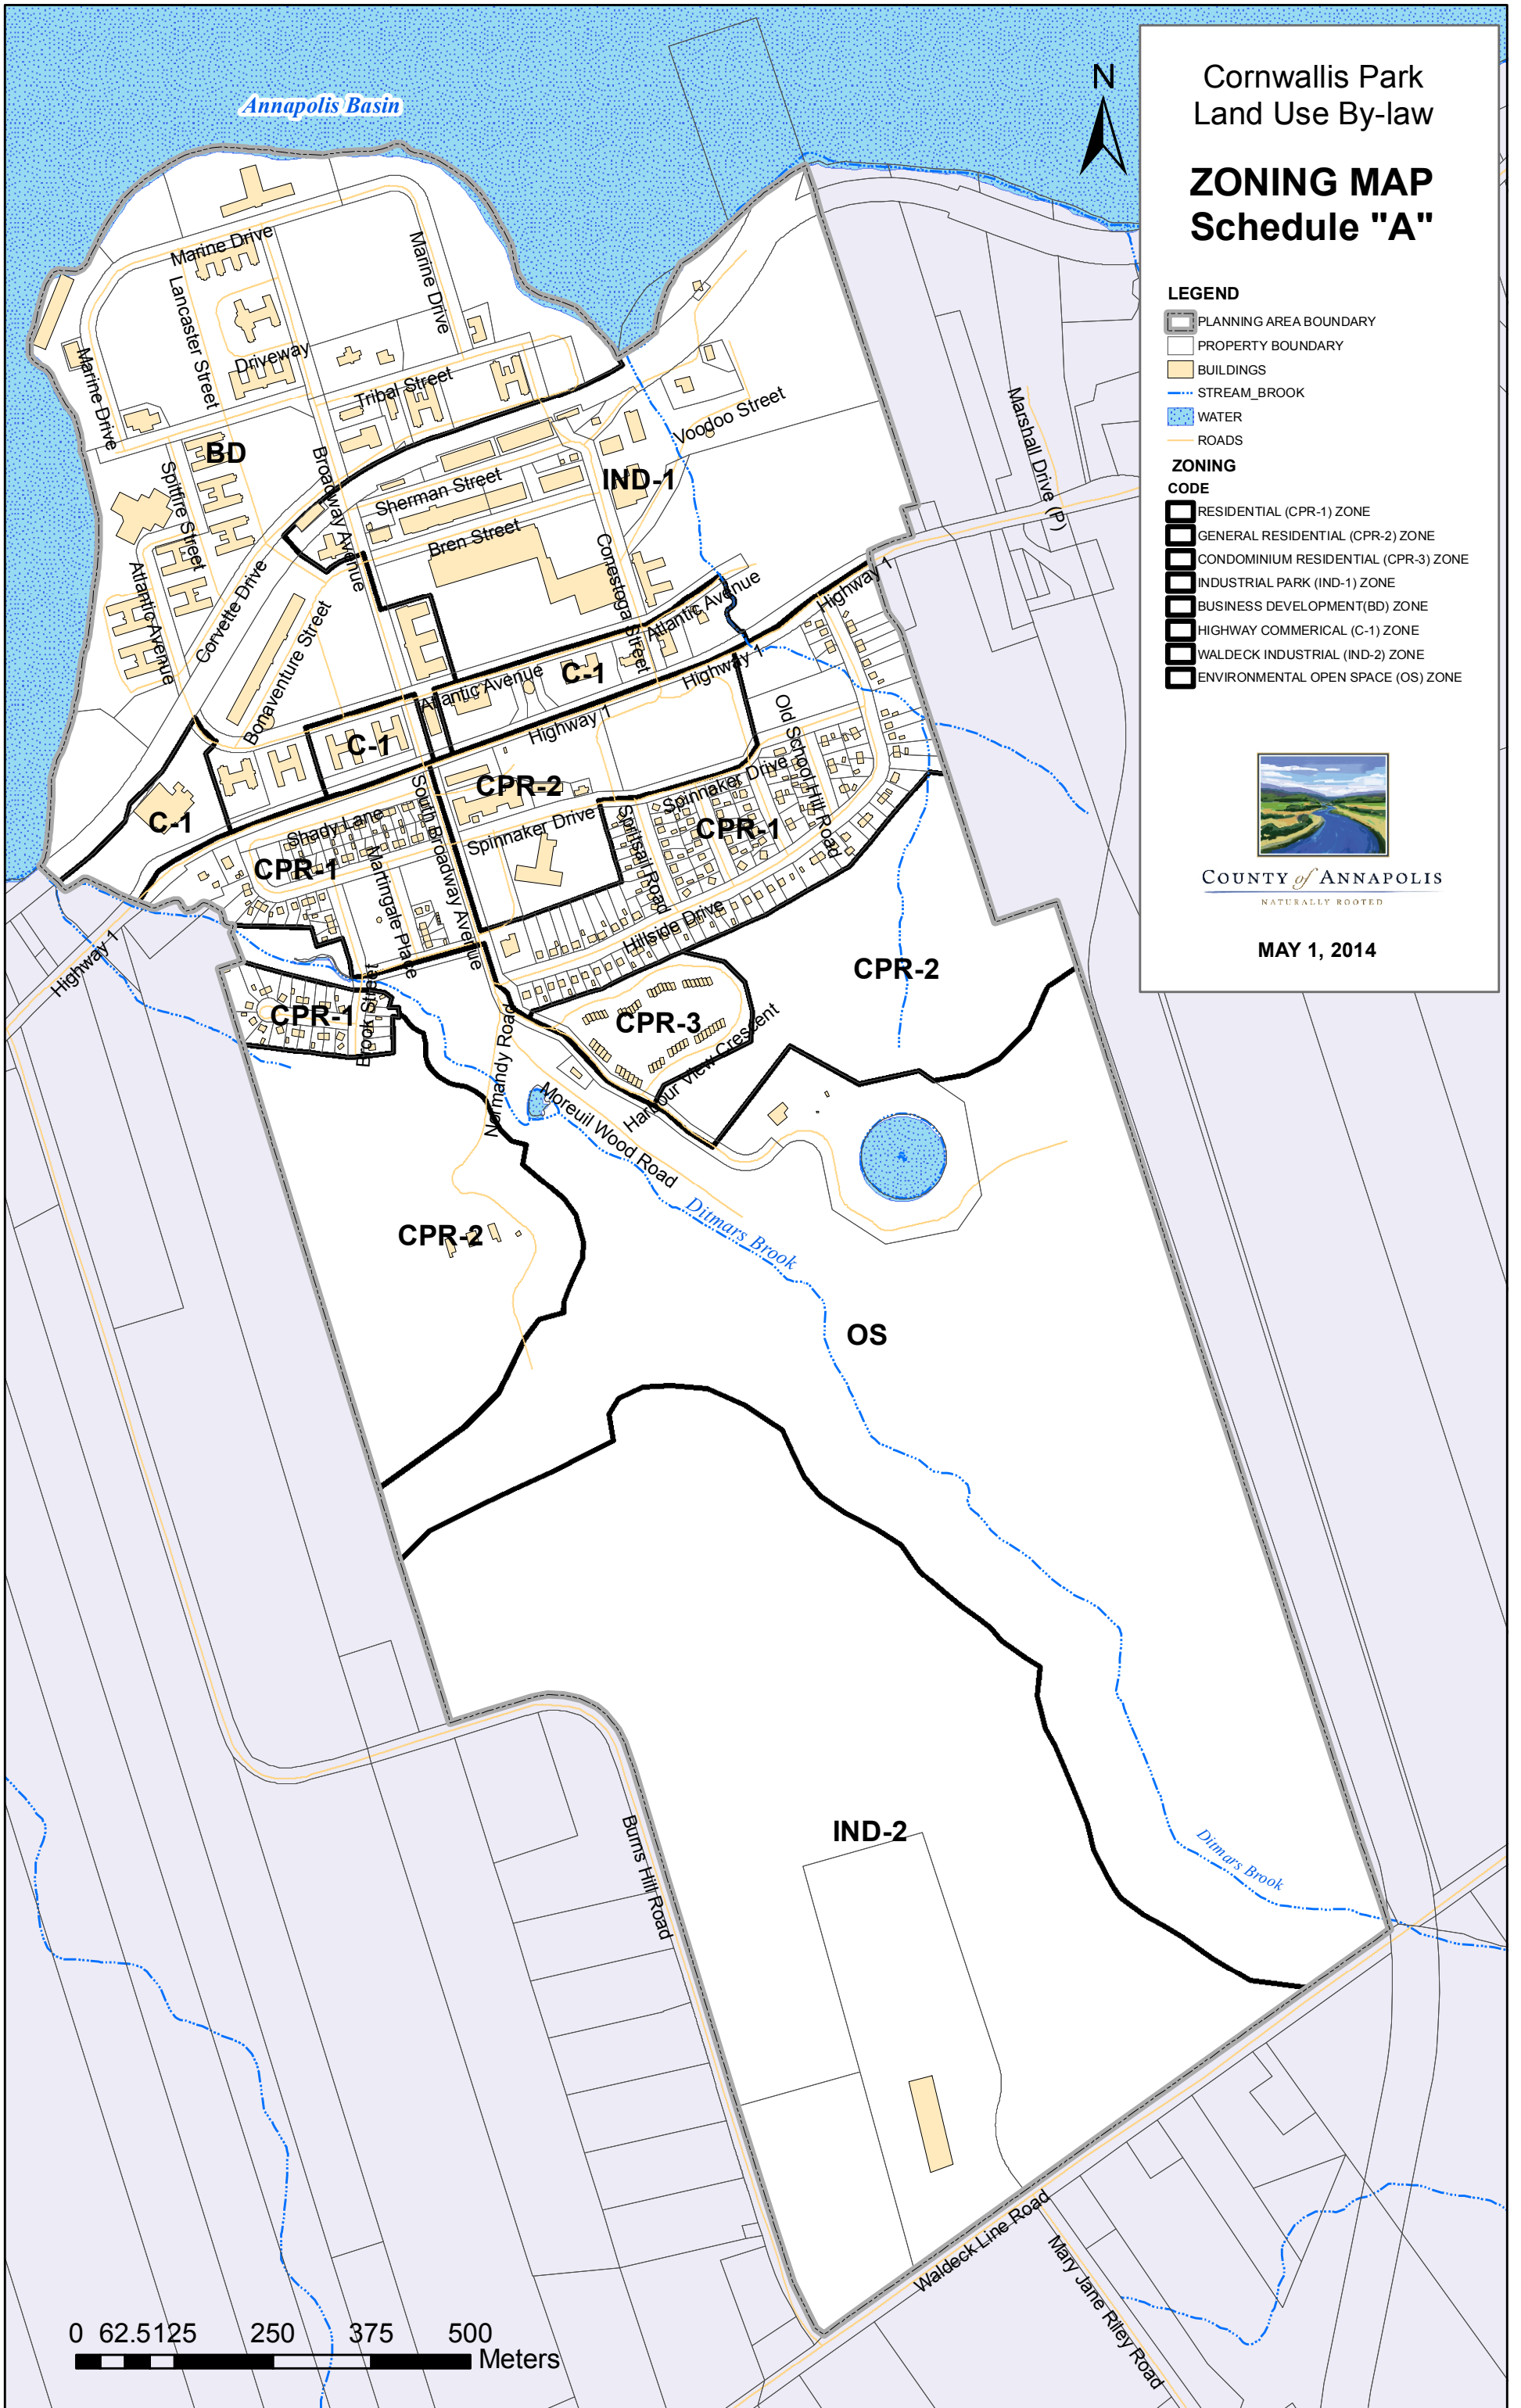 Annapolis Basin
N
Cornwallis Park
Land Use By-law
ZONING MAP
Schedule "A"
LEGEND
PLANNING AREA BOUNDARY
PROPERTY BOUNDARY
BUILDINGS
STREAM_BROOK
WATER
ROADS
ZONING
CODE
RESIDENTIAL (CPR-1) ZONE
GENERAL RESIDENTIAL (CPR-2) ZONE
CONDOMINIUM RESIDENTIAL (CPR-3) ZONE
INDUSTRIAL PARK (IND-1) ZONE
BUSINESS DEVELOPMENT(BD) ZONE
HIGHWAY COMMERICAL (C-1) ZONE
WALDECK INDUSTRIAL (IND-2) ZONE
ENVIRONMENTAL OPEN SPACE (OS) ZONE
COUNTY of ANNAPOLIS
NATURALLY ROOTED
MAY 1, 2014
Marine Drive
Marine Drive
Lancaster Street
Driveway
Marine Drive
Tribal Street
Voodoo Street
Marshall Drive (P)
BD
Broadway Avenue
Spitfire Street
Sherman Street
IND-1
Bren Street
Conestoga Street
Atlantic Avenue
Corvette Drive
Atlantic Avenue
Highway 1
Bonaventure Street
Atlantic Avenue
C-1
Highway 1
Highway 1
Old School Hill Road
C-1
CPR-2
South Broadway Avenue
C-1
Shady Lane
Spinnaker Drive
Spinnaker Drive
Spritsail Road
CPR-1
CPR-1
Martingale Place
Hillside Drive
Highway 1
CPR-2
CPR-1
Brook Street
CPR-3
Harbour View Crescent
Normandy Road
Moreuil Wood Road
Ditmars Brook
CPR-2
OS
IND-2
Burns Hill Road
Ditmars Brook
Waldeck Line Road
Mary Jane Riley Road
0 62.5 125 250 375 500
Meters